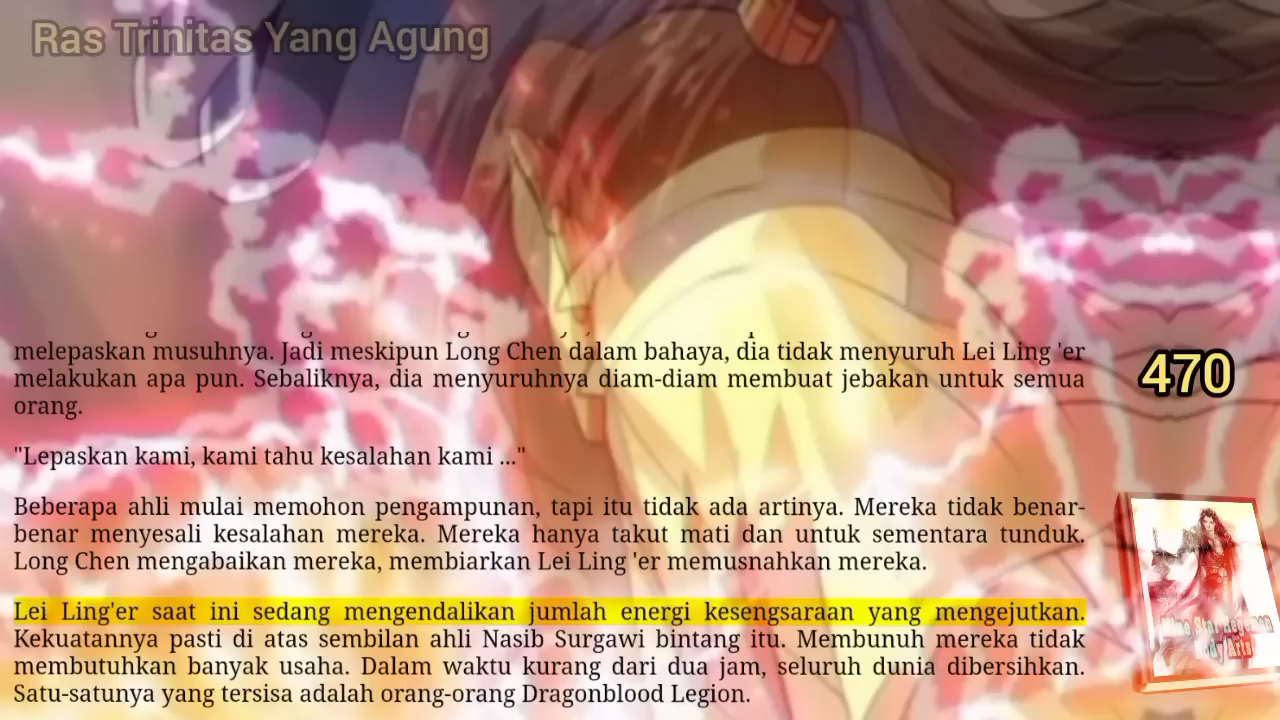 Ras Trinitas Yang Agung
melepaskan musuhnya. Jadi meskipun Long Chen dalam bahaya, dia tidak menyuruh Lei Ling 'er
melakukan apa pun. Sebaliknya, dia menyuruhnya diam-diam membuat jebakan untuk semua
orang.
470
"Lepaskan kami, kami tahu kesalahan kami ..."
Beberapa ahli mulai memohon pengampunan, tapi itu tidak ada artinya. Mereka tidak benar-
benar menyesali kesalahan mereka. Mereka hanya takut mati dan untuk sementara tunduk.
Long Chen mengabaikan mereka, membiarkan Lei Ling 'er memusnahkan mereka.
Lei Ling'er saat ini sedang mengendalikan jumlah energi kesengsaraan yang mengejutkan.
Kekuatannya pasti di atas sembilan ahli Nasib Surgawi bintang itu. Membunuh mereka tidak
membutuhkan banyak usaha. Dalam waktu kurang dari dua jam, seluruh dunia dibersihkan.
Satu-satunya yang tersisa adalah orang-orang Dragonblood Legion.
Star
Arts